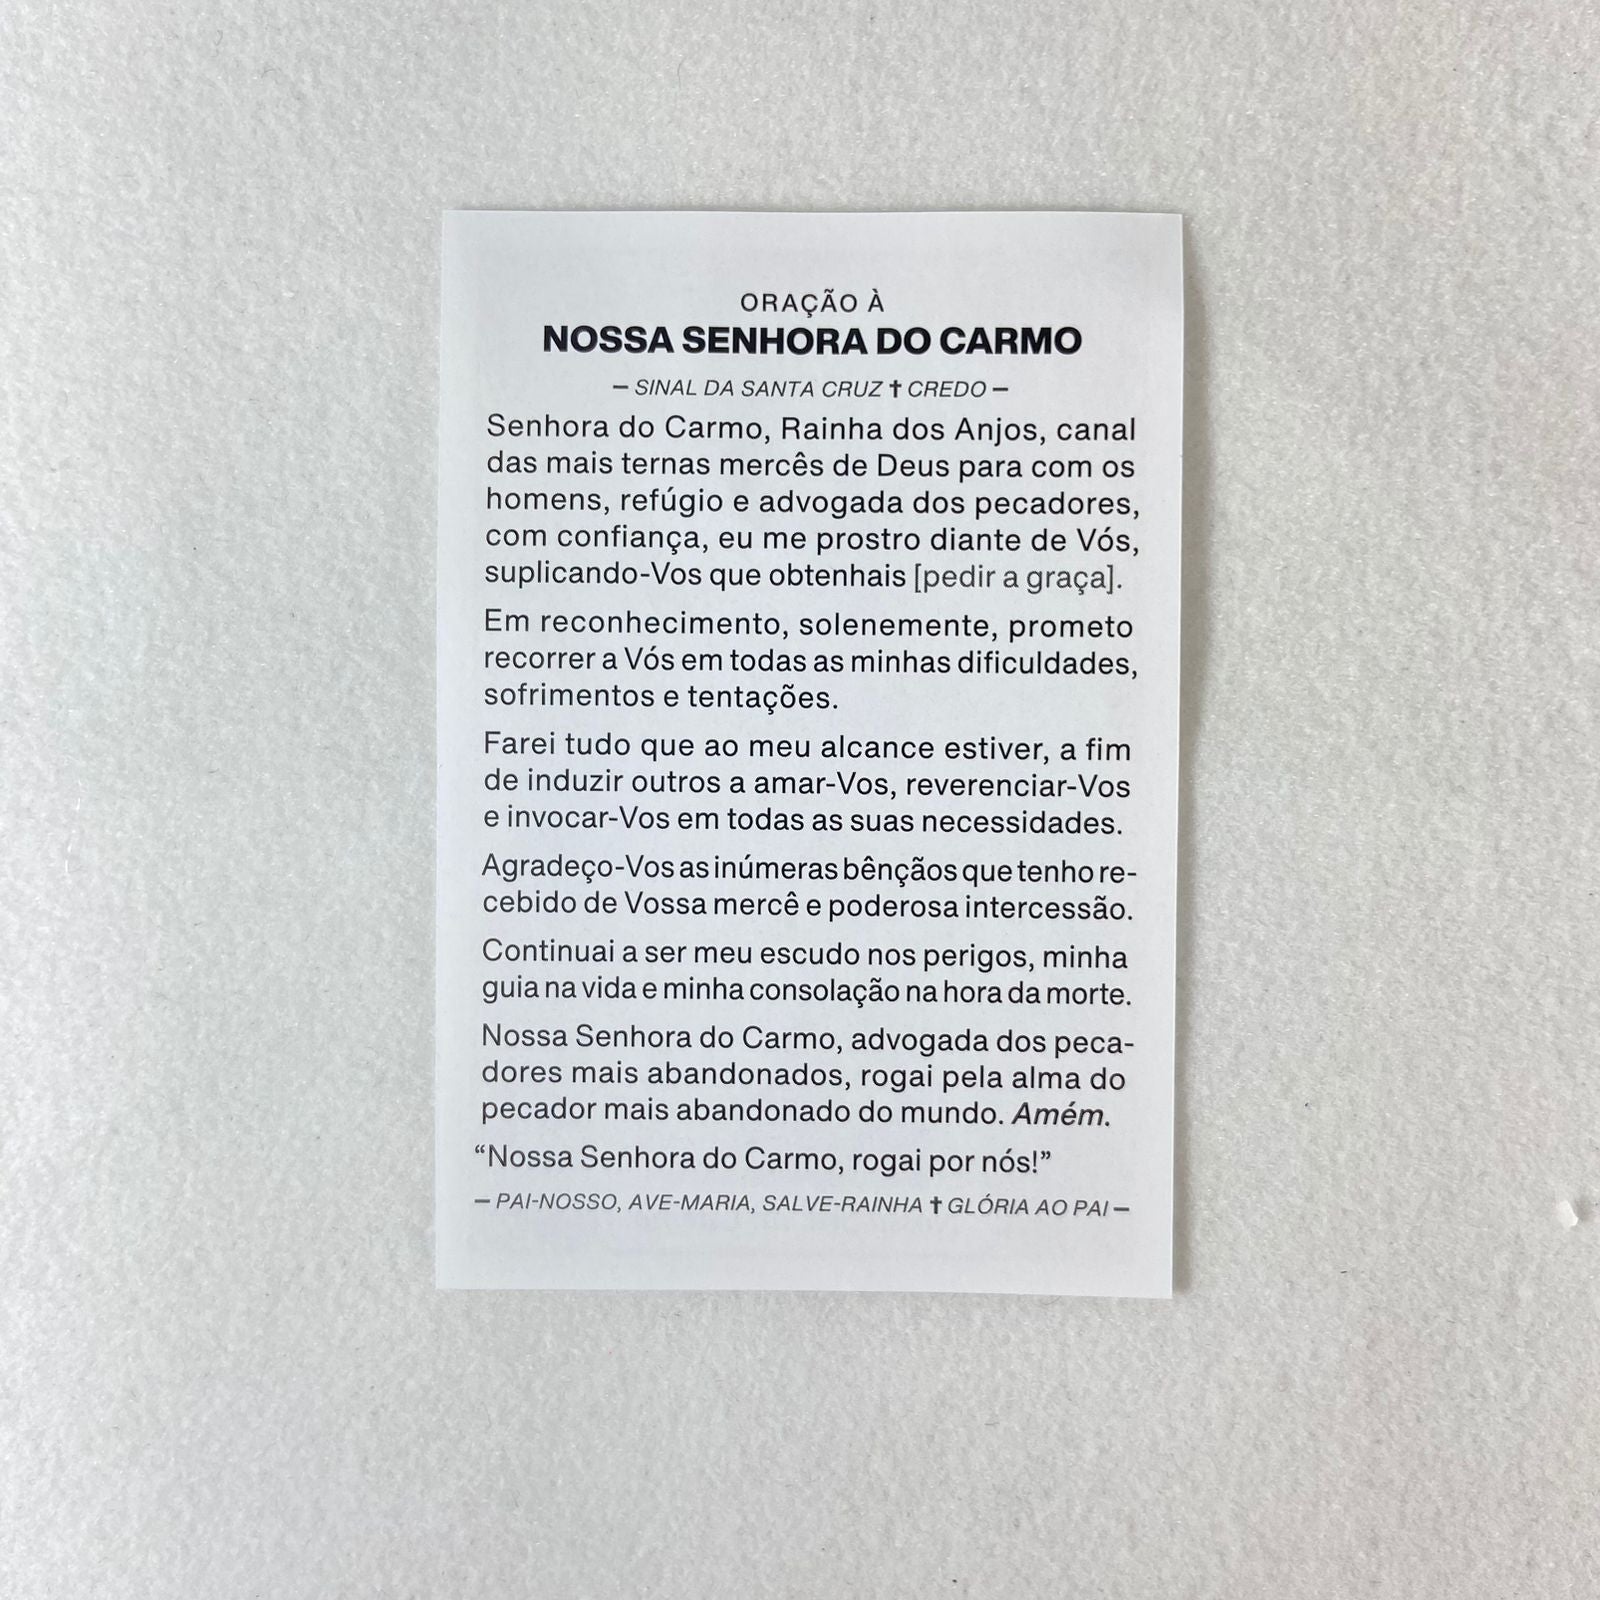 ORAÇÃO À
NOSSA SENHORA DO CARMO
— SINAL DA SANTA CRUZ ✝ CREDO —
Senhora do Carmo, Rainha dos Anjos, canal
das mais ternas mercês de Deus para com os
homens, refúgio e advogada dos pecadores,
com confiança, eu me prostro diante de Vós,
suplicando-Vos que obtenhais [pedir a graça].
Em reconhecimento, solenemente, prometo
recorrer a Vós em todas as minhas dificuldades,
sofrimentos e tentações.
Farei tudo que ao meu alcance estiver, a fim
de induzir outros a amar-Vos, reverenciar-Vos
e invocar-Vos em todas as suas necessidades.
Agradeço-Vos as inúmeras bênçãos que tenho re-
cebido de Vossa mercê e poderosa intercessão.
Continuai a ser meu escudo nos perigos, minha
guia na vida e minha consolação na hora da morte.
Nossa Senhora do Carmo, advogada dos peca-
dores mais abandonados, rogai pela alma do
pecador mais abandonado do mundo. Amém.
“Nossa Senhora do Carmo, rogai por nós!”
— PAI-NOSSO, AVE-MARIA, SALVE-RAINHA ✝ GLÓRIA AO PAI —